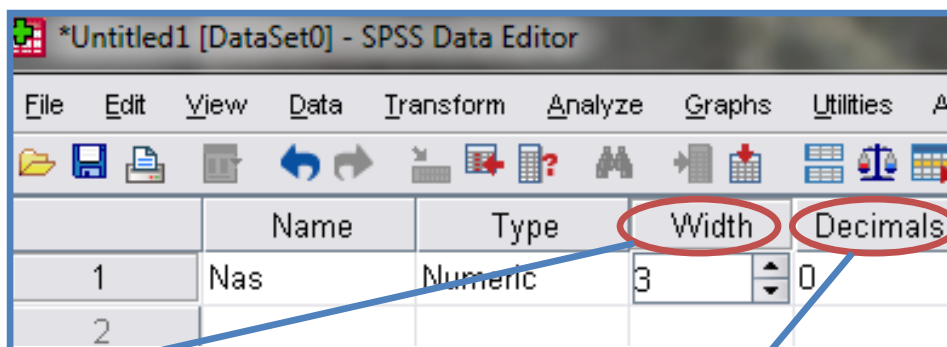 *Untitled1 [DataSet0] - SPSS Data Editor
File Edit View Data Transform Analyze Graphs Utilities A
Name Type Width Decimals
1 Nas Numeric 3 0
2